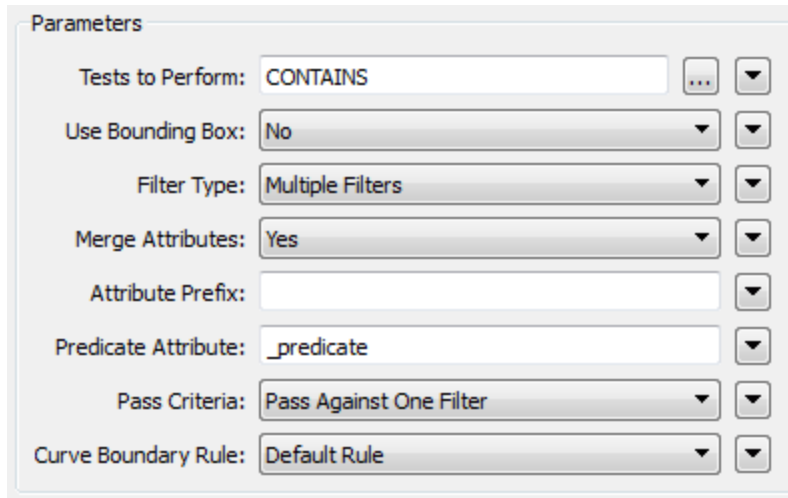 Parameters
Tests to Perform: CONTAINS ...
Use Bounding Box: No
Filter Type: Multiple Filters
Merge Attributes: Yes
Attribute Prefix:
Predicate Attribute: _predicate
Pass Criteria: Pass Against One Filter
Curve Boundary Rule: Default Rule